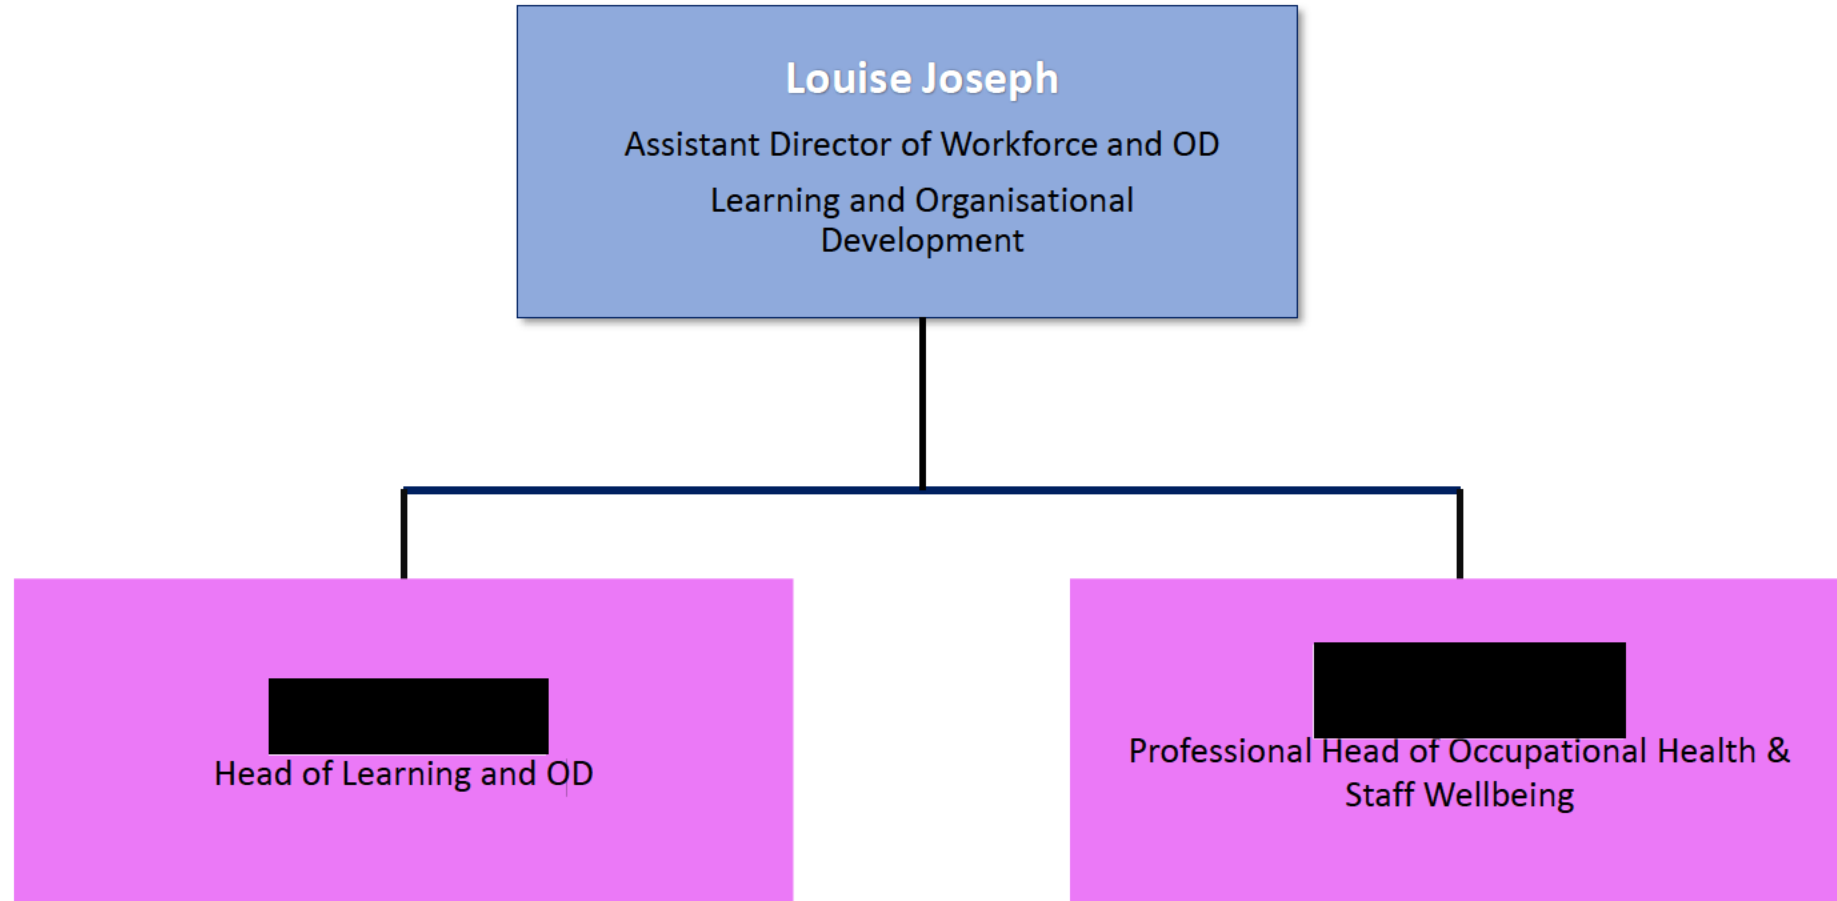 Louise Joseph
Assistant Director of Workforce and OD
Learning and Organisational
Development
Head of Learning and OD
Professional Head of Occupational Health &
Staff Wellbeing